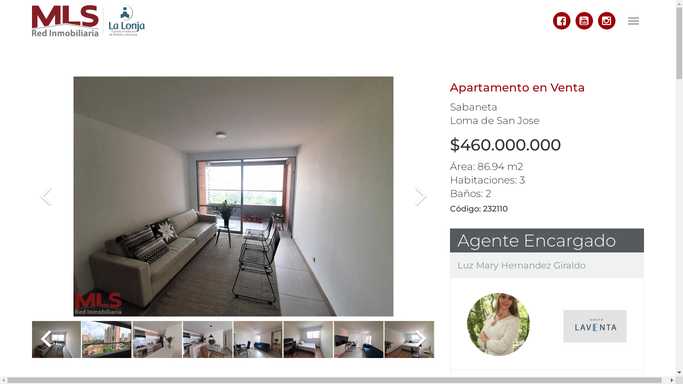 MLS
Red Inmobiliaria
La Lonja
Apartamento en Venta
Sabaneta
Loma de San Jose
$460.000.000
Área: 86.94 m2
Habitaciones: 3
Baños: 2
Código: 232110
Agente Encargado
Luz Mary Hernandez Giraldo
MLS
Red Inmobiliaria
LAVENTA